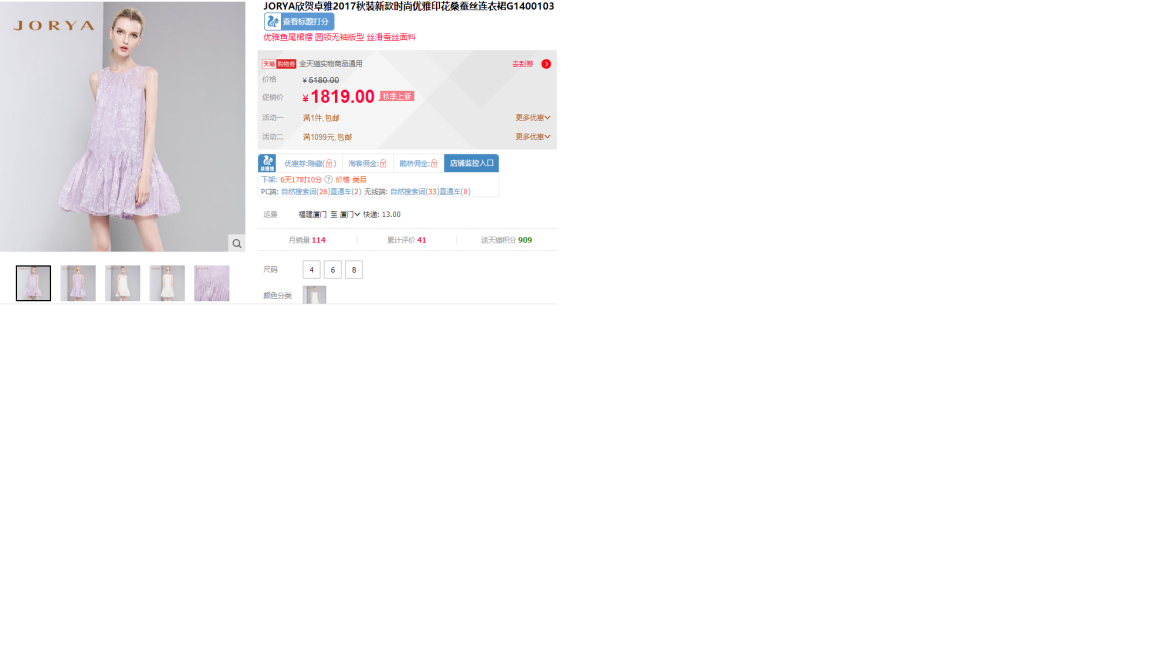 JORYA
JORYA欣贺卓雅2017秋装新款时尚优雅印花桑蚕丝连衣裙G1400103
查看标题打分
优雅鱼尾裙摆 圆领无袖版型 丝滑蚕丝面料
天猫 购物券 全天猫实物商品通用 去刮券
价格 ¥5180.00
促销价 ¥1819.00 秋季上新
活动一 满1件,包邮 更多优惠
活动二 满1099元,包邮 更多优惠
优惠券:隐藏() 淘客佣金: 鹊桥佣金: 店铺监控入口
下架: 6天17时10分 ? 价格 类目
PC端: 自然搜索词(26)直通车(2) 无线端: 自然搜索词(33)直通车(0)
运费 福建厦门 至 厦门 快递: 13.00
月销量 114 累计评价 41 送天猫积分 909
尺码 4 6 8
颜色分类